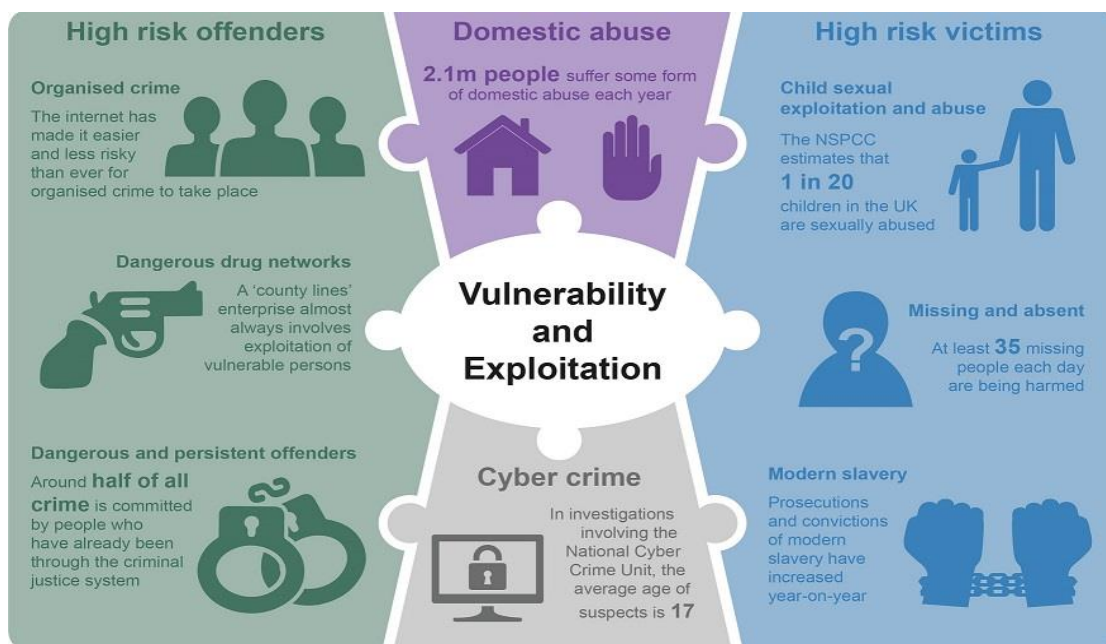 High risk offenders
Organised crime
The internet has
made it easier
and less risky
than ever for
organised crime to take place
Dangerous drug networks
A ‘county lines’
enterprise almost
always involves
exploitation of
vulnerable persons
Dangerous and persistent offenders
Around half of all
crime is committed
by people who
have already been
through the criminal
justice system
Domestic abuse
2.1m people suffer some form
of domestic abuse each year
Vulnerability
and
Exploitation
Cyber crime
In investigations
involving the
National Cyber
Crime Unit, the
average age of
suspects is 17
High risk victims
Child sexual
exploitation and abuse
The NSPCC
estimates that
1 in 20
children in the UK
are sexually abused
?
Missing and absent
At least 35 missing
people each day
are being harmed
Modern slavery
Prosecutions
and convictions
of modern
slavery have
increased
year-on-year